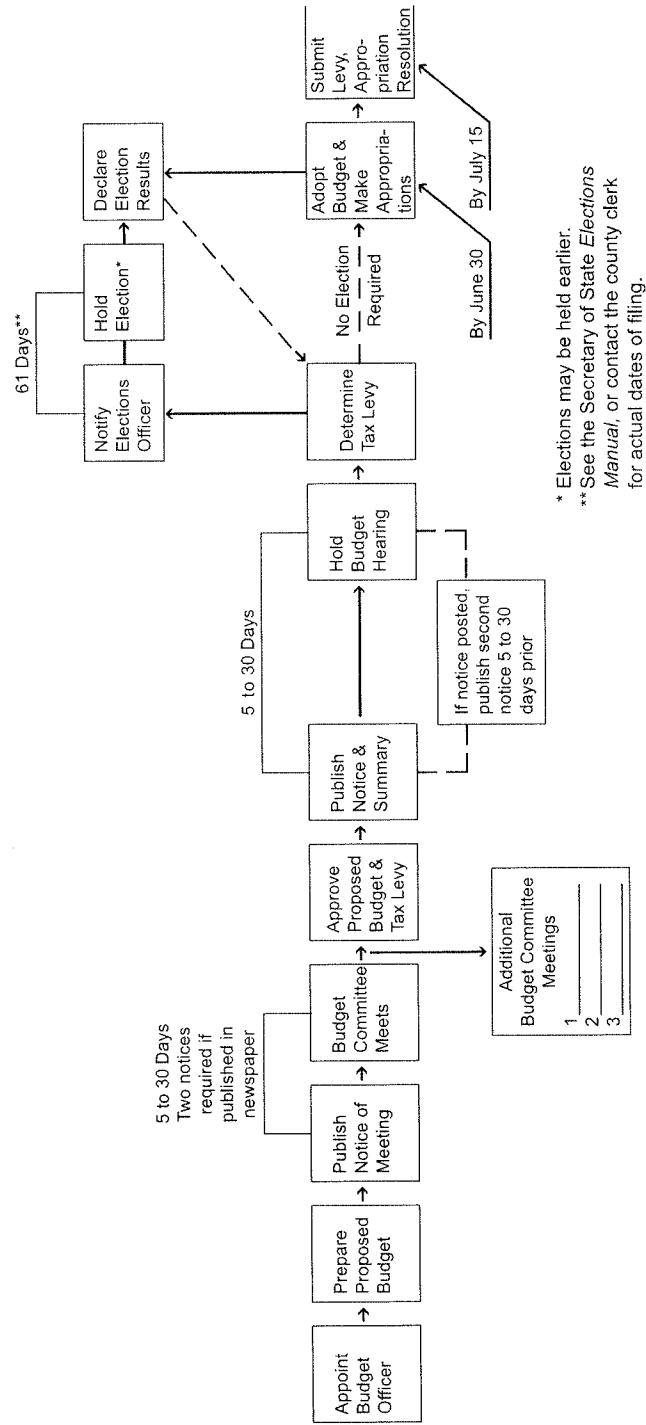 Appoint
Budget
Officer
Prepare
Proposed
Budget
5 to 30 Days
Two notices
required if
published in
newspaper
Publish
Notice of
Meeting
Budget
Committee
Meets
Additional
Budget Committee
Meetings
1
2
3
Approve
Proposed
Budget &
Tax Levy
5 to 30 Days
Publish
Notice &
Summary
If notice posted,
publish second
notice 5 to 30
days prior
Hold
Budget
Hearing
Determine
Tax Levy
61 Days**
Notify
Elections
Officer
Hold
Election*
Declare
Election
Results
No Election
Required
Adopt
Budget &
Make
Appropria-
tions
Submit
Levy,
Appro-
priation
Resolution
By June 30
By July 15
* Elections may be held earlier.
** See the Secretary of State Elections
Manual, or contact the county clerk
for actual dates of filing.